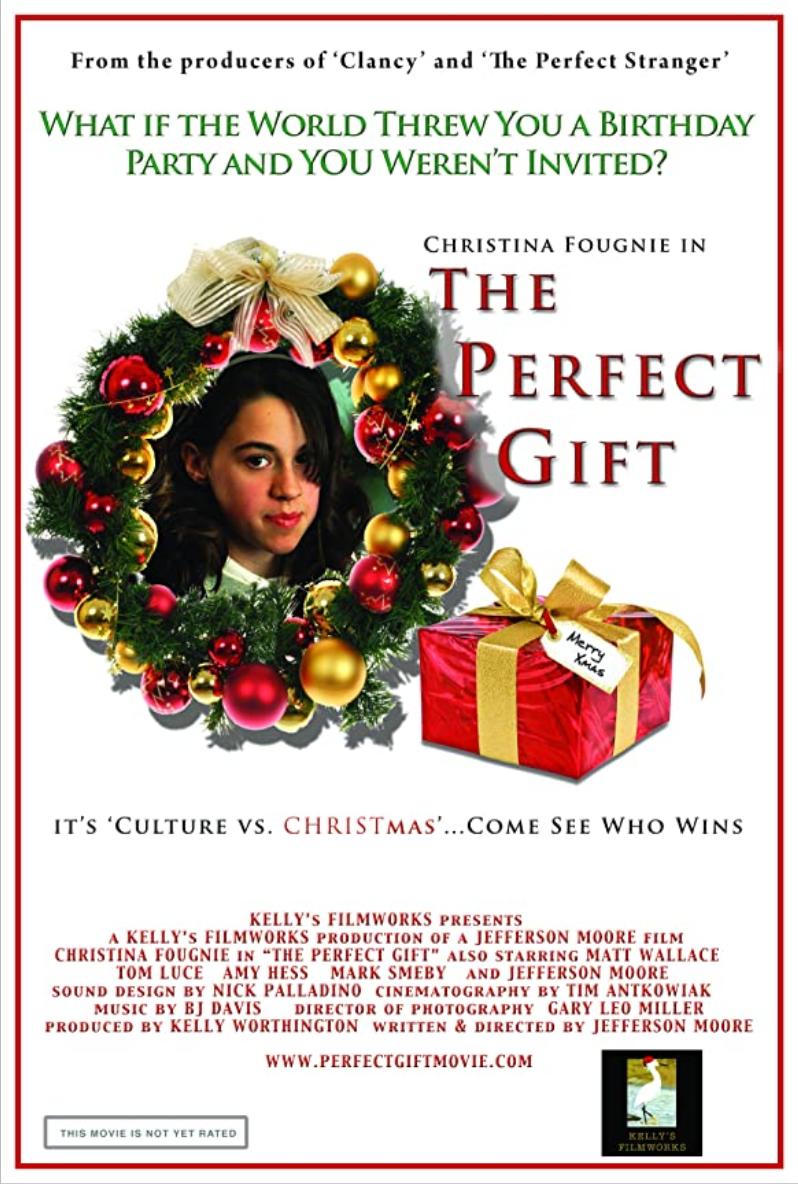 From the producers of ‘Clancy’ and ‘The Perfect Stranger’
WHAT IF THE WORLD THREW YOU A BIRTHDAY
PARTY AND YOU WEREN’T INVITED?
CHRISTINA FOUGNIE IN
THE
PERFECT
GIFT
Merry
Xmas
IT’S ‘CULTURE VS. CHRISTMAS’...COME SEE WHO WINS
KELLY’S FILMWORKS PRESENTS
A KELLY’S FILMWORKS PRODUCTION OF A JEFFERSON MOORE FILM
CHRISTINA FOUGNIE IN “THE PERFECT GIFT” ALSO STARRING MATT WALLACE
TOM LUCE AMY HESS MARK SMEBY AND JEFFERSON MOORE
SOUND DESIGN BY NICK PALLADINO CINEMATOGRAPHY BY TIM ANTKOWIAK
MUSIC BY BJ DAVIS DIRECTOR OF PHOTOGRAPHY GARY LEO MILLER
PRODUCED BY KELLY WORTHINGTON WRITTEN & DIRECTED BY JEFFERSON MOORE
WWW.PERFECTGIFTMOVIE.COM
THIS MOVIE IS NOT YET RATED
KELLY’S
FILMWORKS